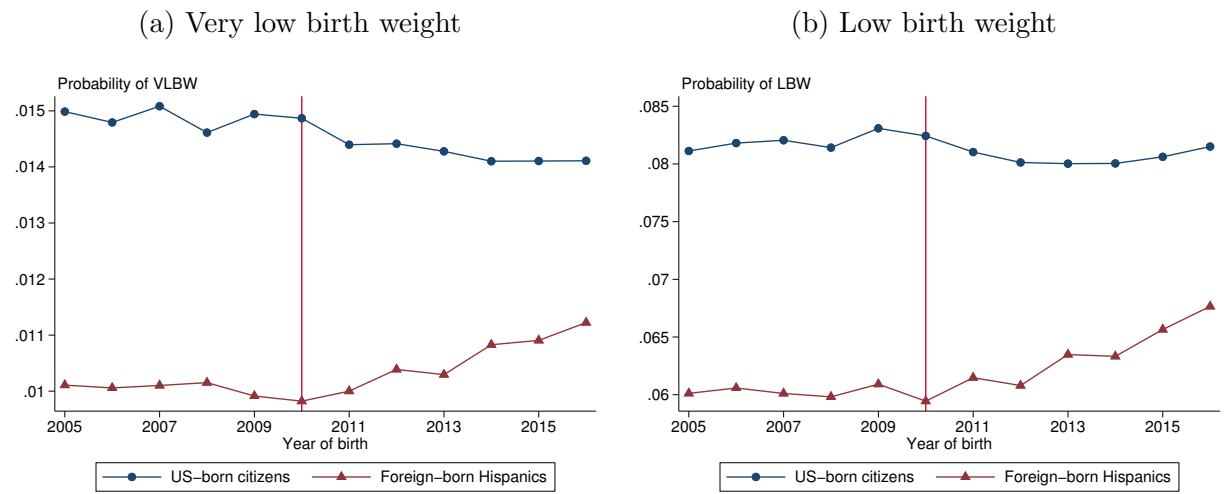 (a) Very low birth weight
Probability of VLBW
.015
.014
.013
.012
.011
.01
2005 2007 2009 2011 2013 2015
Year of birth
US−born citizens Foreign−born Hispanics
(b) Low birth weight
Probability of LBW
.085
.08
.075
.07
.065
.06
2005 2007 2009 2011 2013 2015
Year of birth
US−born citizens Foreign−born Hispanics